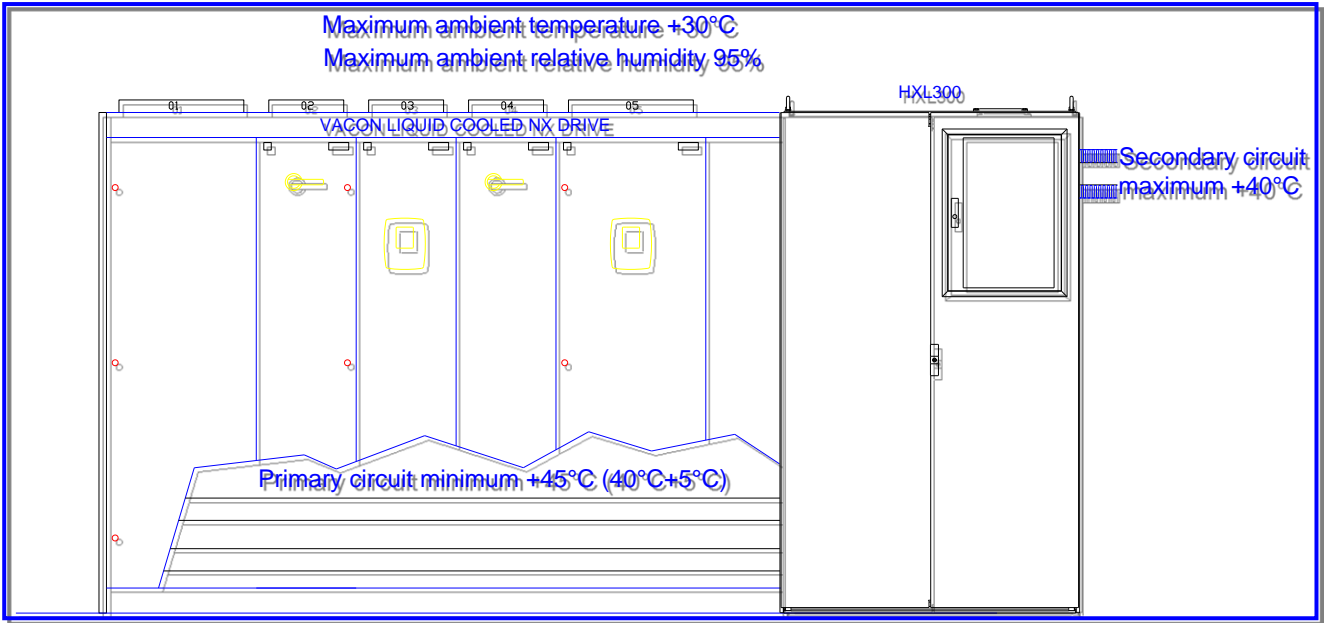 Maximum ambient temperature +30°C
Maximum ambient relative humidity 95%
HXL300
01 02 03 04 05
VACON LIQUID COOLED NX DRIVE
Secondary circuit
maximum +40°C
Primary circuit minimum +45°C (40°C+5°C)